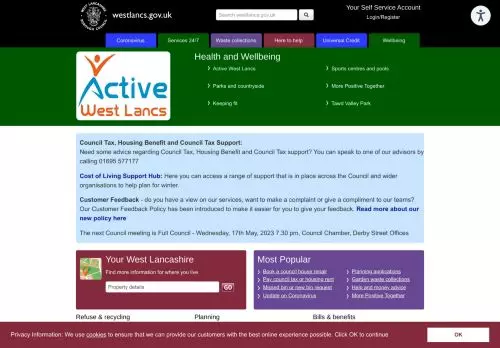 WEST LANCASHIRE
westlancs.gov.uk
Search westlancs.gov.uk
Your Self Service Account
Login/Register
Coronavirus
Services 24/7
Waste collections
Here to help
Universal Credit
Wellbeing
Active
West Lancs
Health and Wellbeing
Active West Lancs
Sports centres and pools
Parks and countryside
More Positive Together
Keeping fit
Tawd Valley Park
Council Tax, Housing Benefit and Council Tax Support:
Need some advice regarding Council Tax, Housing Benefit and Council Tax support? You can speak to one of our advisors by
calling 01695 577177
Cost of Living Support Hub: Here you can access a range of support that is in place across the Council and wider
organisations to help plan for winter.
Customer Feedback - do you have a view on our services, want to make a complaint or give a compliment to our teams?
Our Customer Feedback Policy has been introduced to make it easier for you to give your feedback. Read more about our
new policy here
The next Council meeting is Full Council - Wednesday, 17th May, 2023 7.30 pm, Council Chamber, Derby Street Offices
Your West Lancashire
Find more information for where you live
Property details
GO
Most Popular
Book a council house repair
Planning applications
Pay council tax or housing rent
Garden waste collections
Missed bin or new bin request
Help and money advice
Update on Coronavirus
More Positive Together
Refuse & recycling
Planning
Bills & benefits
Privacy Information: We use cookies to ensure that we can provide our customers with the best online experience possible. Click OK to continue
OK